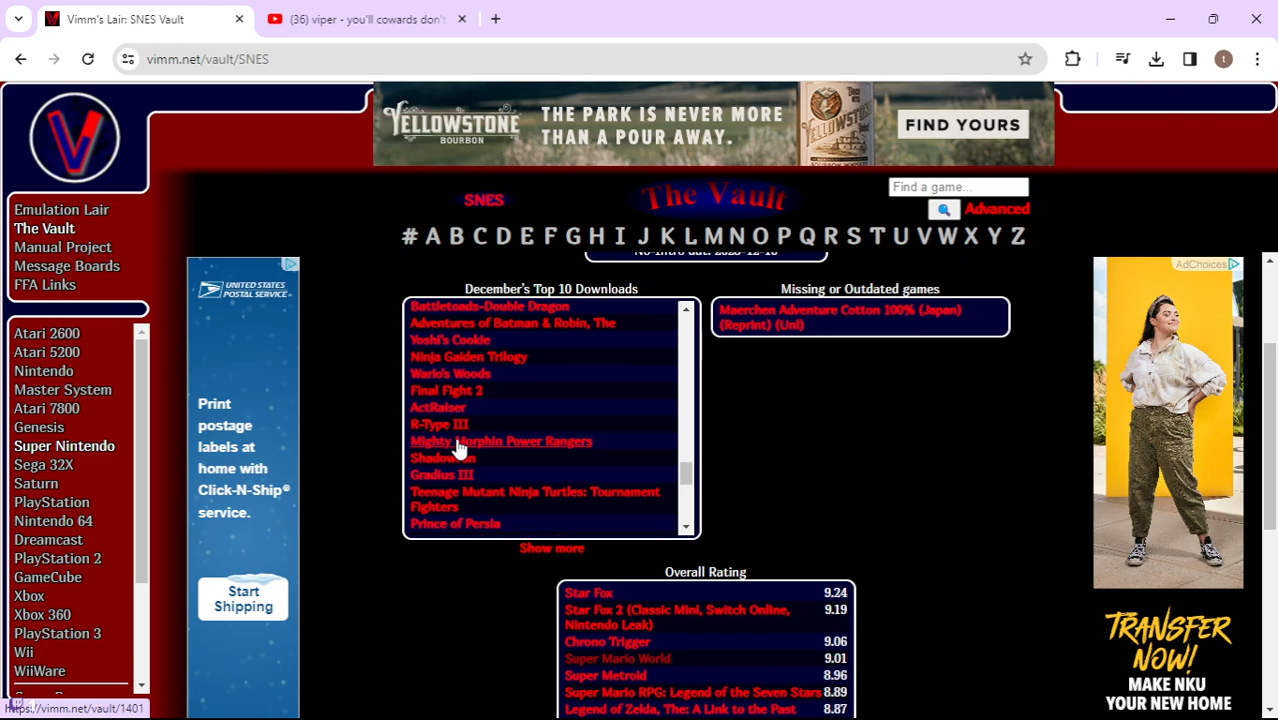 Vimm's Lair: SNES Vault
(36) viper - you'll cowards don'
vimm.net/vault/SNES
t
YELLOWSTONE
BOURBON
THE PARK IS NEVER MORE
THAN A POUR AWAY.
FIND YOURS
V
SNES
The Vault
Find a game...
Advanced
# A B C D E F G H I J K L M N O P Q R S T U V W X Y Z
Emulation Lair
The Vault
Manual Project
Message Boards
FFA Links
Atari 2600
Atari 5200
Nintendo
Master System
Atari 7800
Genesis
Super Nintendo
Sega 32X
Saturn
PlayStation
Nintendo 64
Dreamcast
PlayStation 2
GameCube
Xbox
Xbox 360
PlayStation 3
Wii
WiiWare
https://vimm.net/vault/1401
UNITED STATES
POSTAL SERVICE
Print
postage
labels at
home with
Click-N-Ship®
service.
Start
Shipping
No-Intro dat: 2023-12-16
December's Top 10 Downloads
Battletoads-Double Dragon
Adventures of Batman & Robin, The
Yoshi's Cookie
Ninja Gaiden Trilogy
Wario's Woods
Final Fight 2
ActRaiser
R-Type III
Mighty Morphin Power Rangers
Shadowrun
Gradius III
Teenage Mutant Ninja Turtles: Tournament
Fighters
Prince of Persia
Show more
Missing or Outdated games
Maerchen Adventure Cotton 100% (Japan)
(Reprint) (Unl)
Overall Rating
Star Fox 9.24
Star Fox 2 (Classic Mini, Switch Online, 9.19
Nintendo Leak)
Chrono Trigger 9.06
Super Mario World 9.01
Super Metroid 8.96
Super Mario RPG: Legend of the Seven Stars 8.89
Legend of Zelda, The: A Link to the Past 8.87
AdChoices
TRANSFER
NOW!
MAKE NKU
YOUR NEW HOME